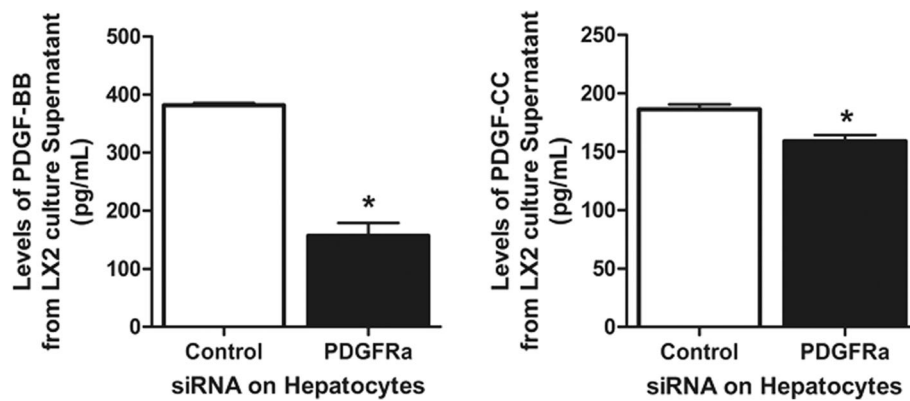 Levels of PDGF-BB
from LX2 culture Supernatant
(pg/mL)
500
400
300
200
100
0
*
Control
PDGFRa
siRNA on Hepatocytes
Levels of PDGF-CC
from LX2 culture Supernatant
(pg/mL)
250
200
150
100
50
0
*
Control
PDGFRa
siRNA on Hepatocytes